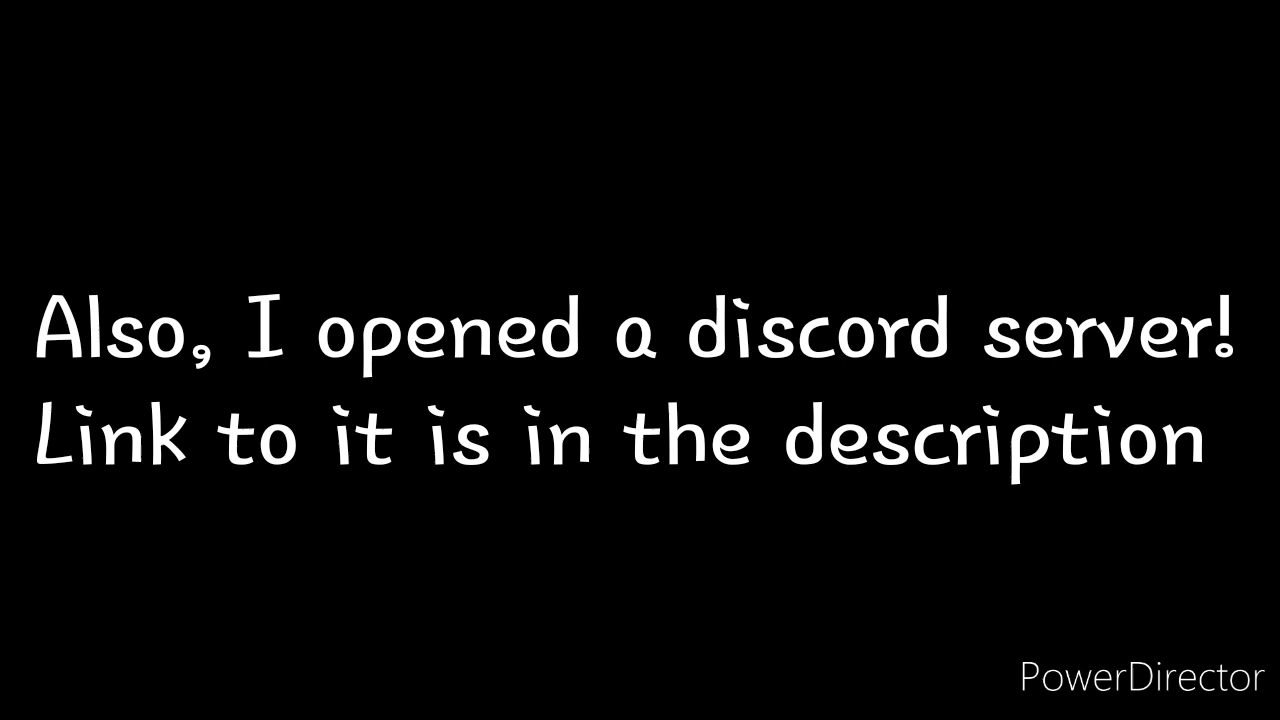 Also, I opened a discord server!
Link to it is in the description
PowerDirector